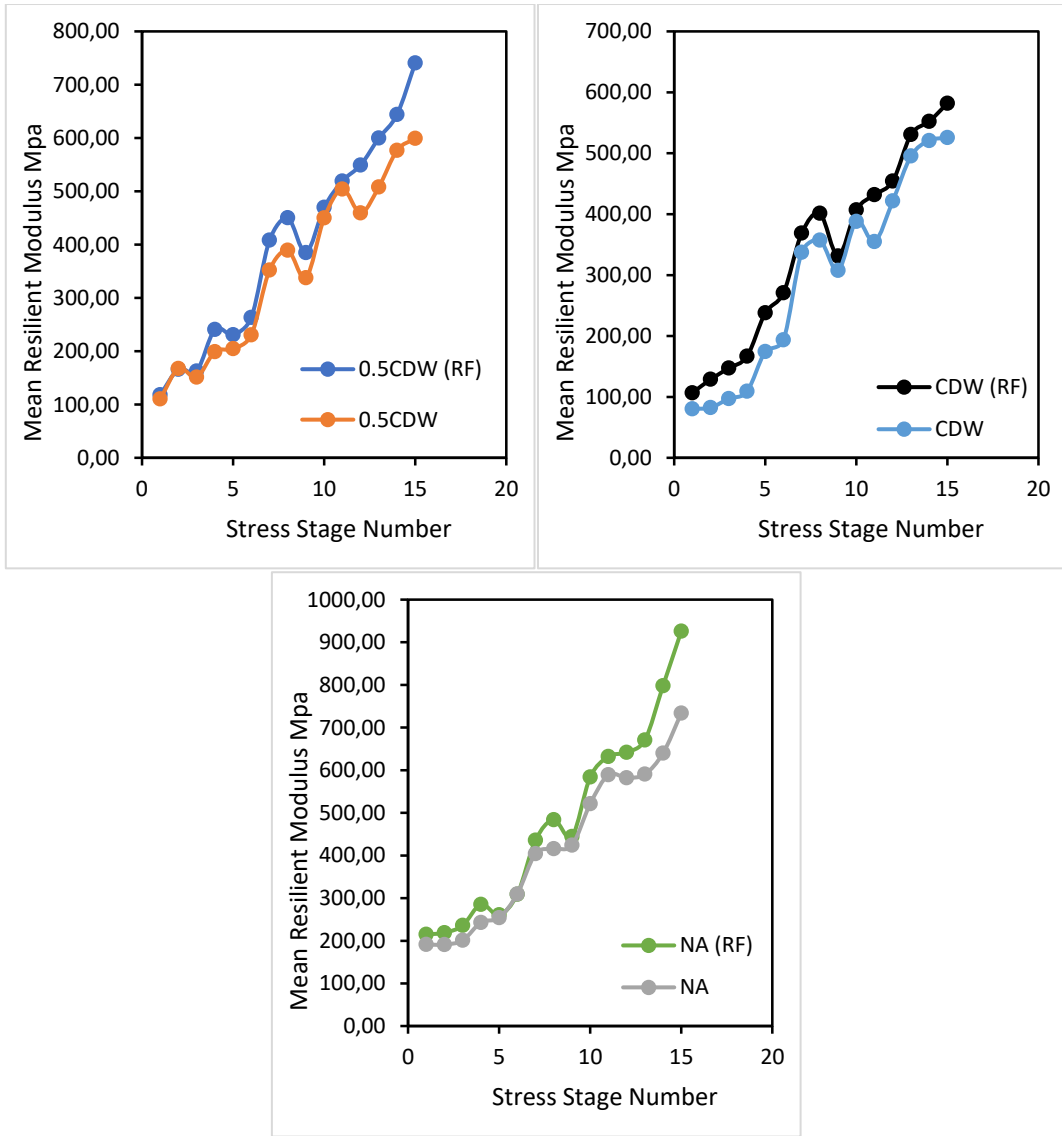 Mean Resilient Modulus Mpa
800,00
700,00
600,00
500,00
400,00
300,00
200,00
100,00
0,00
0 5 10 15 20
Stress Stage Number
0.5CDW (RF)
0.5CDW
Mean Resilient Modulus Mpa
700,00
600,00
500,00
400,00
300,00
200,00
100,00
0,00
0 5 10 15 20
Stress Stage Number
CDW (RF)
CDW
Mean Resilient Modulus Mpa
1000,00
900,00
800,00
700,00
600,00
500,00
400,00
300,00
200,00
100,00
0,00
0 5 10 15 20
Stress Stage Number
NA (RF)
NA